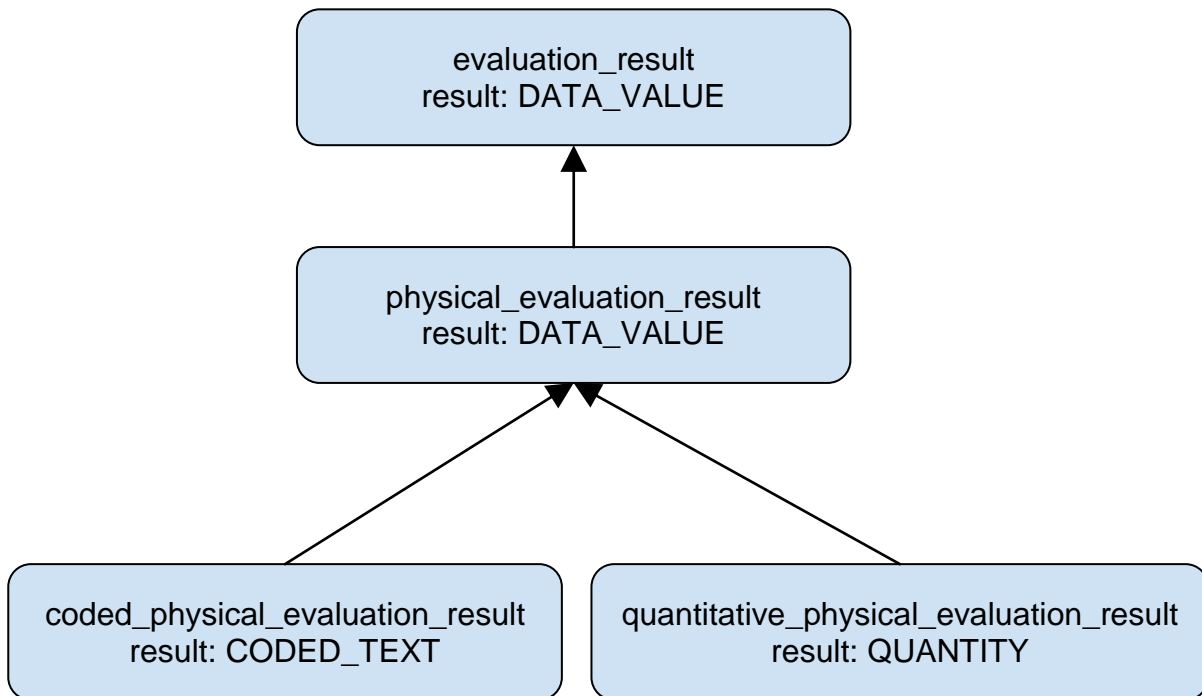 evaluation_result
result: DATA_VALUE
physical_evaluation_result
result: DATA_VALUE
coded_physical_evaluation_result
result: CODED_TEXT
quantitative_physical_evaluation_result
result: QUANTITY